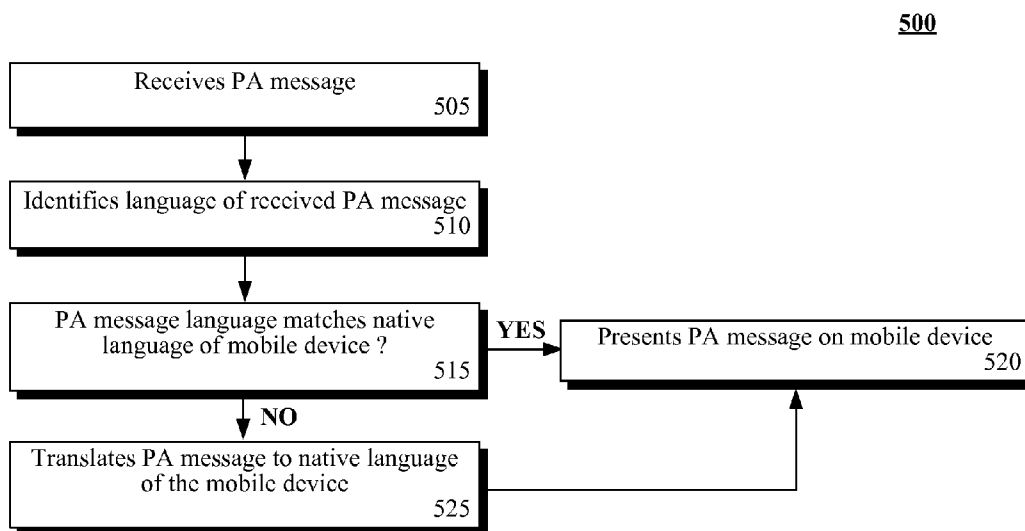 500
Receives PA message
505
Identifies language of received PA message
510
PA message language matches native
language of mobile device ?
515
YES
Presents PA message on mobile device
520
NO
Translates PA message to native language
of the mobile device
525